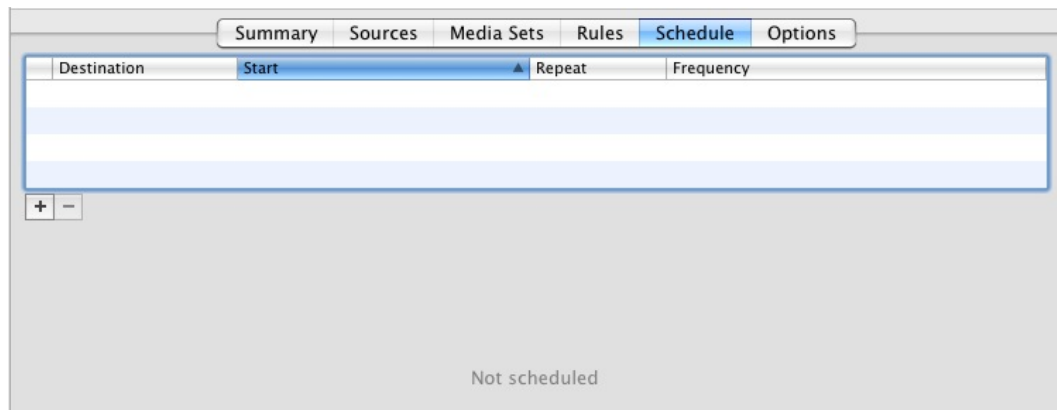 Summary Sources Media Sets Rules Schedule Options
Destination Start Repeat Frequency
+ −
Not scheduled